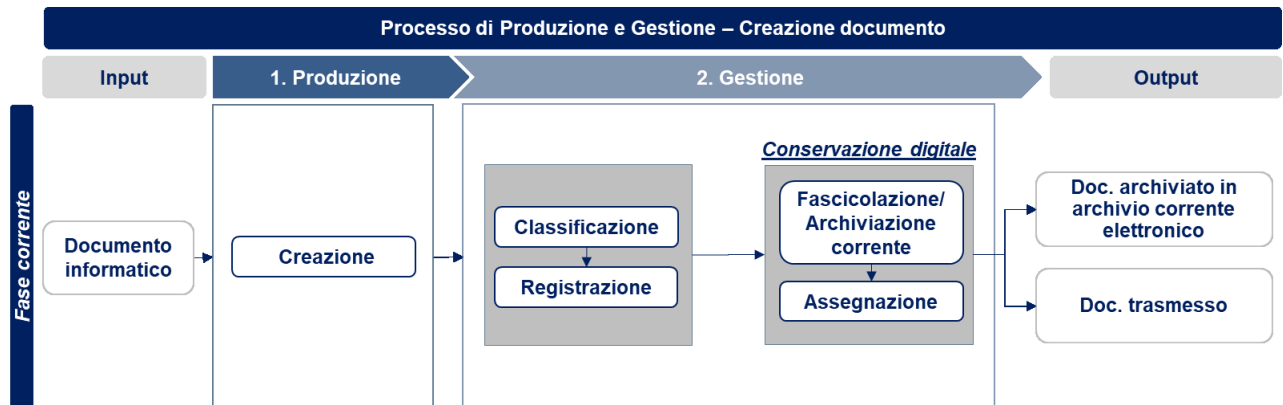 Processo di Produzione e Gestione – Creazione documento
Input
1. Produzione
2. Gestione
Output
Fase corrente
Documento
informatico
Creazione
Classificazione
Registrazione
Conservazione digitale
Fascicolazione/
Archiviazione
corrente
Assegnazione
Doc. archiviato in
archivio corrente
elettronico
Doc. trasmesso